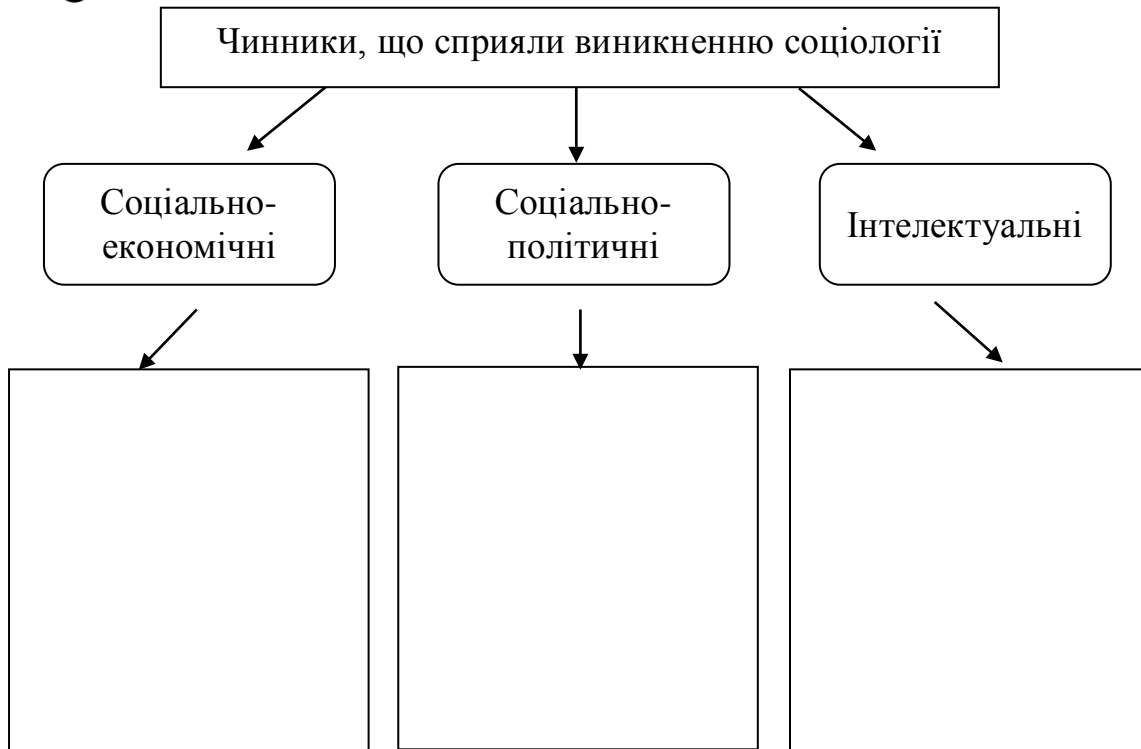 Чинники, що сприяли виникненню соціології
Соціально-
економічні
Соціально-
політичні
Інтелектуальні